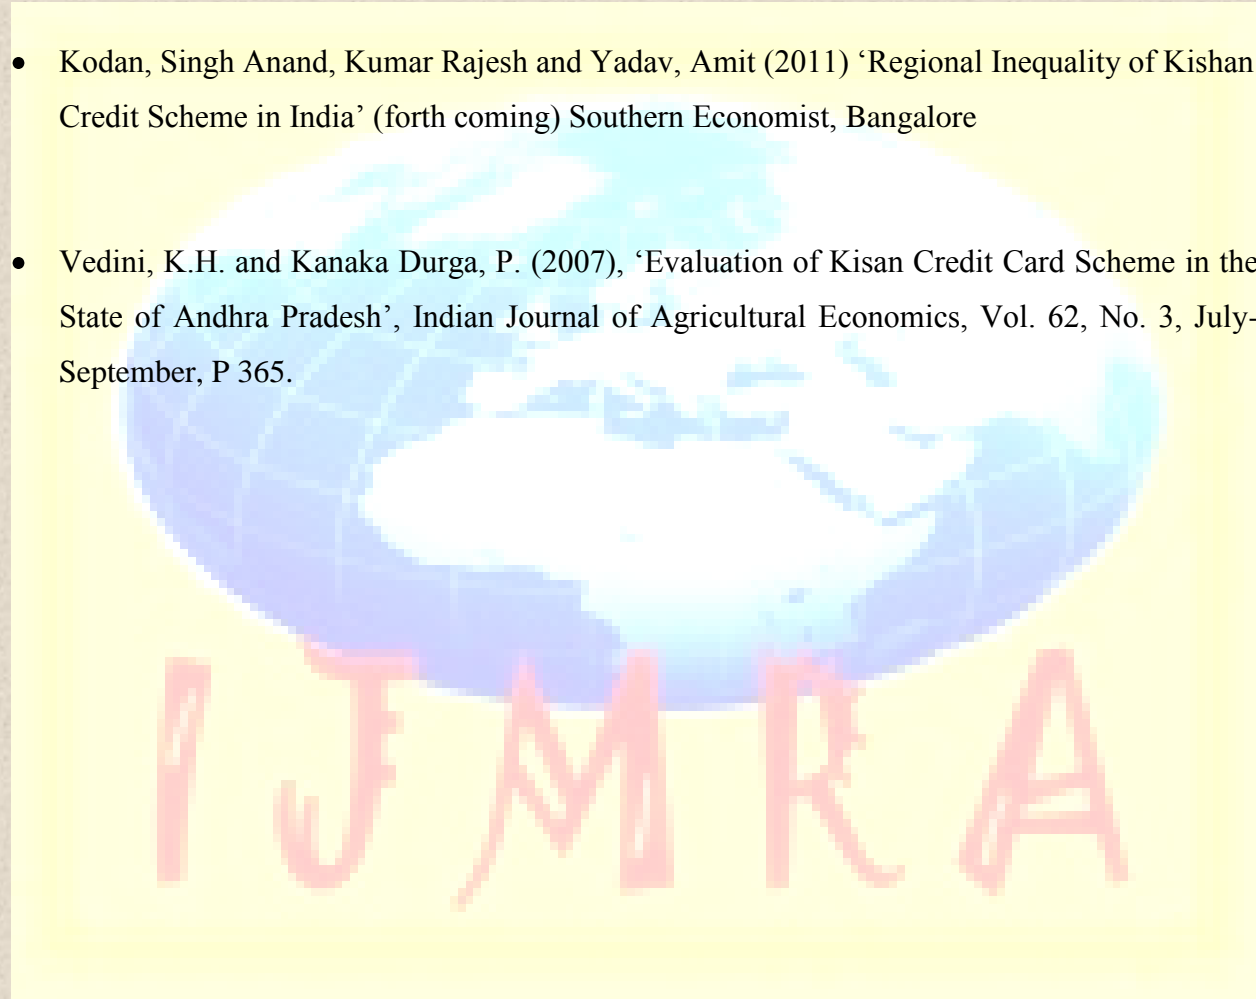 • Kodan, Singh Anand, Kumar Rajesh and Yadav, Amit (2011) ‘Regional Inequality of Kishan
Credit Scheme in India’ (forth coming) Southern Economist, Bangalore
• Vedini, K.H. and Kanaka Durga, P. (2007), ‘Evaluation of Kisan Credit Card Scheme in the
State of Andhra Pradesh’, Indian Journal of Agricultural Economics, Vol. 62, No. 3, July-
September, P 365.
IJMRA